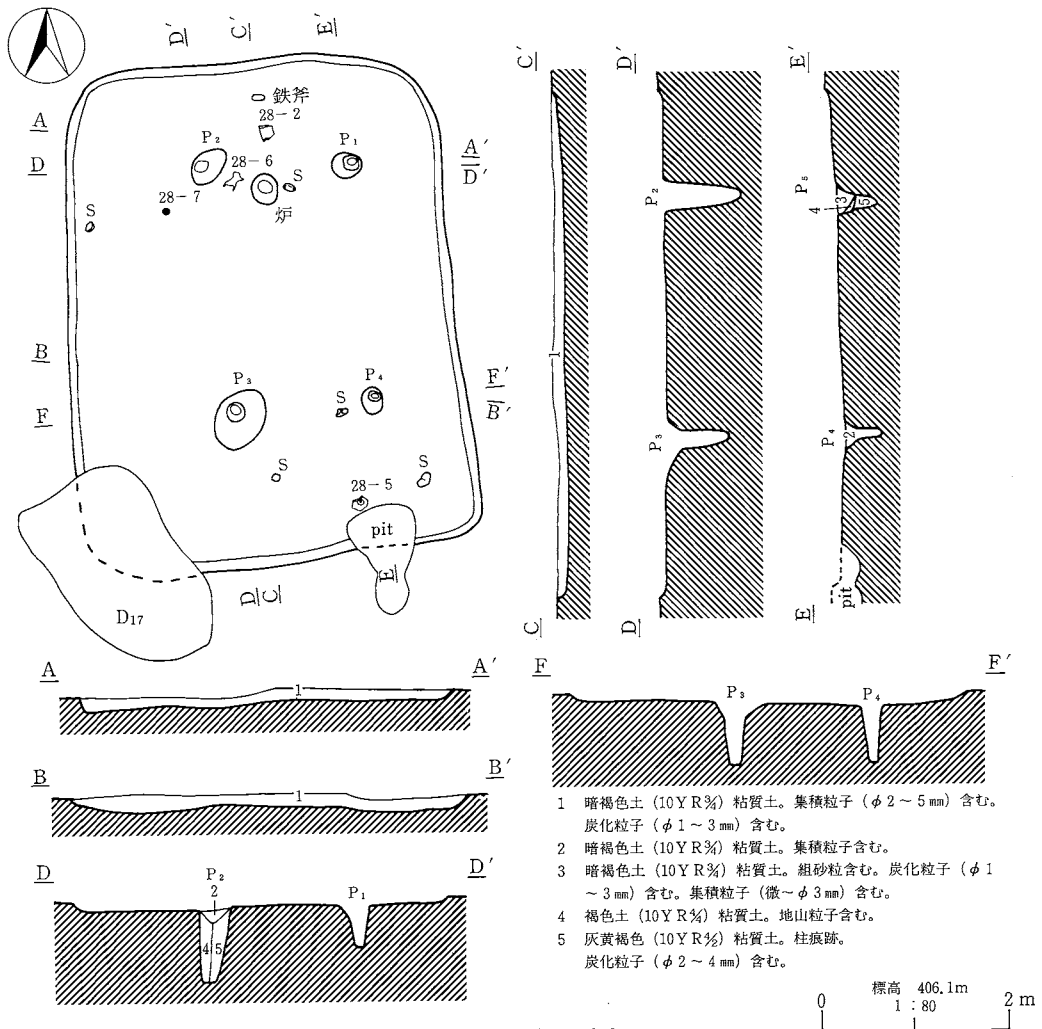 D′ C′ E′
鉄斧
28-2
A
P₂ P₁
D
28-6
A′
D′
S
28-7
炉
S
B
P₃ P₄
F′
S
B′
F
S S
28-5
pit
D C E
D₁₇
C′ D′ E′
P₂ P₅
3 5
4
1
P₃ P₄
2
pit
C D E
A A′
1
B B′
1
D D′
P₂
2 P₁
4 5
F F′
P₃ P₄
1 暗褐色土 (10YR¾) 粘質土。集積粒子 (φ2~5㎜) 含む。
炭化粒子 (φ1~3㎜) 含む。
2 暗褐色土 (10YR¾) 粘質土。集積粒子含む。
3 暗褐色土 (10YR¾) 粘質土。組砂粒含む。炭化粒子 (φ1
~3㎜) 含む。集積粒子 (微~φ3㎜) 含む。
4 褐色土 (10YR) 粘質土。地山粒子含む。
5 灰黄褐色 (10YR4/2) 粘質土。柱痕跡。
炭化粒子 (φ2~4㎜) 含む。
標高 406.1m
0 1:80 2m